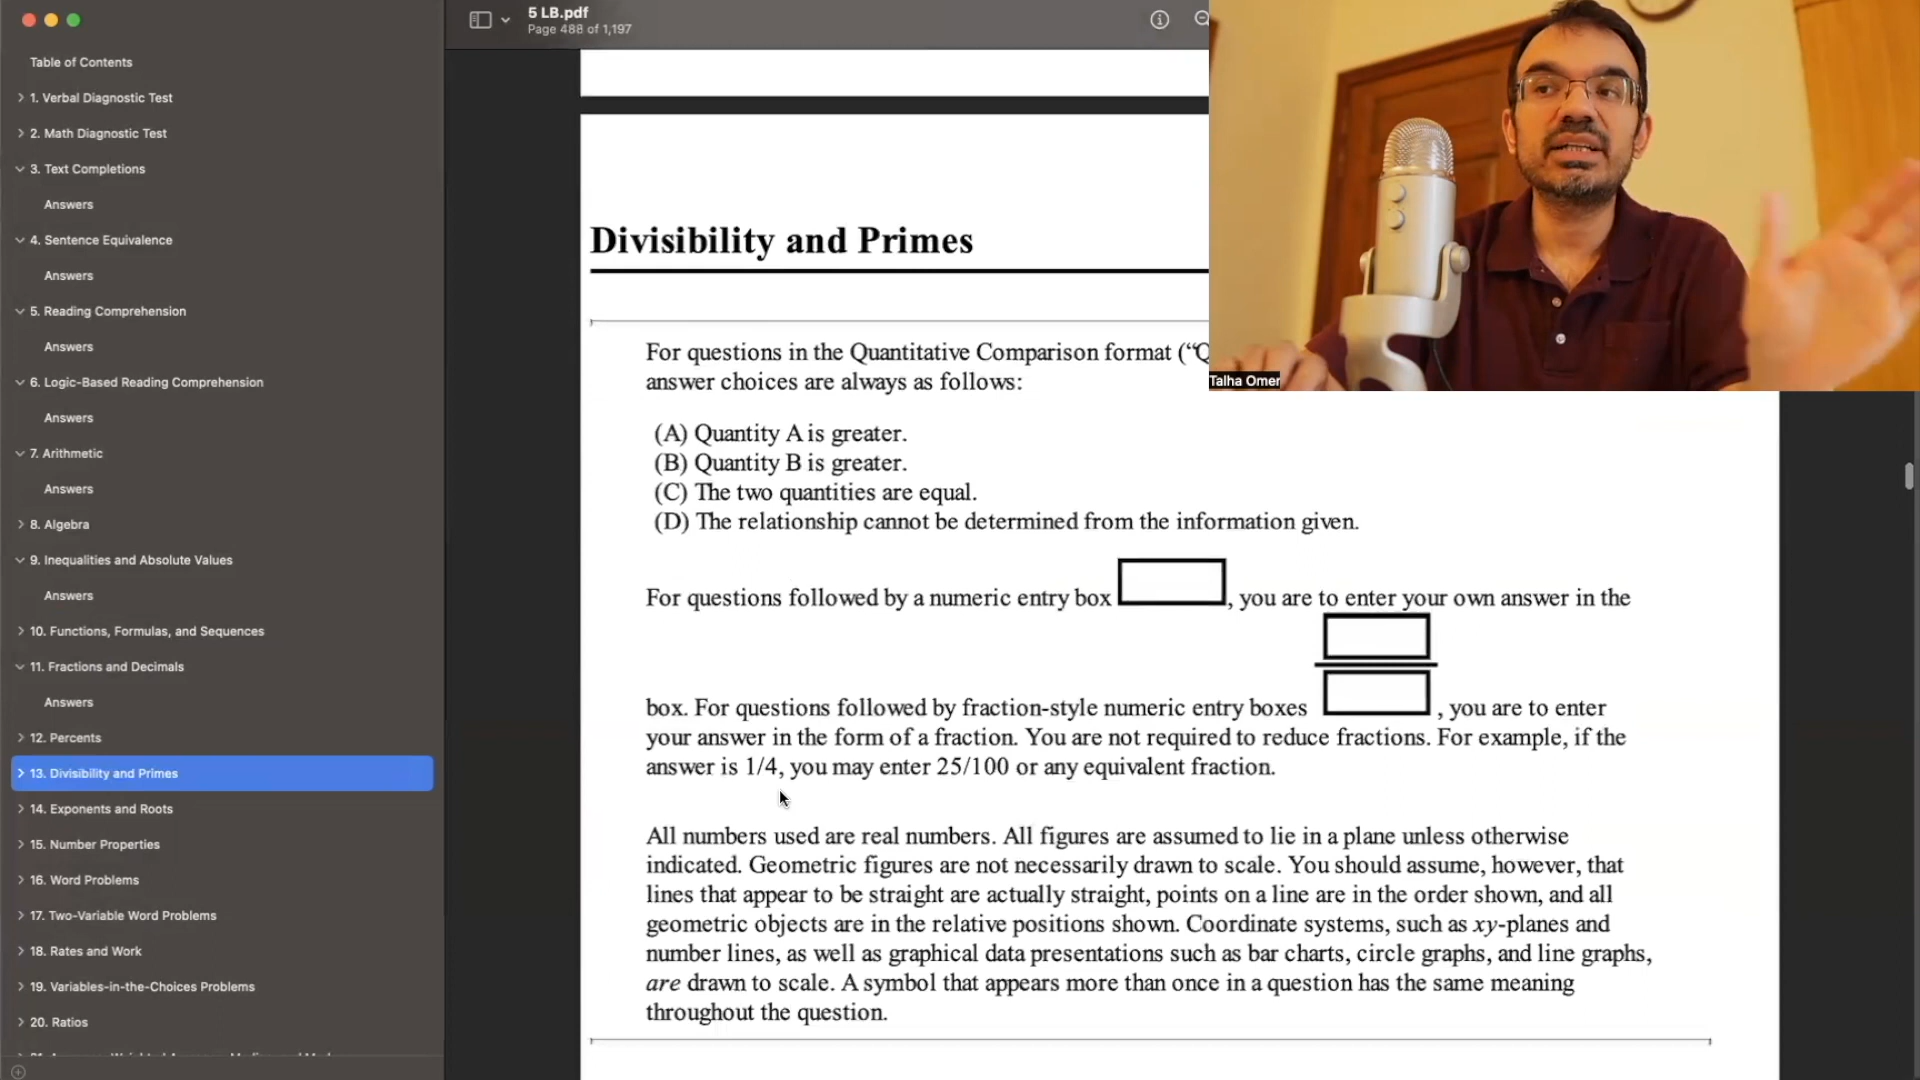 5 LB.pdf
Page 488 of 1,197
Table of Contents
1. Verbal Diagnostic Test
2. Math Diagnostic Test
3. Text Completions
Answers
4. Sentence Equivalence
Answers
5. Reading Comprehension
Answers
6. Logic-Based Reading Comprehension
Answers
7. Arithmetic
Answers
8. Algebra
9. Inequalities and Absolute Values
Answers
10. Functions, Formulas, and Sequences
11. Fractions and Decimals
Answers
12. Percents
13. Divisibility and Primes
14. Exponents and Roots
15. Number Properties
16. Word Problems
17. Two-Variable Word Problems
18. Rates and Work
19. Variables-in-the-Choices Problems
20. Ratios
Divisibility and Primes
For questions in the Quantitative Comparison format (“Q
answer choices are always as follows:
(A) Quantity A is greater.
(B) Quantity B is greater.
(C) The two quantities are equal.
(D) The relationship cannot be determined from the information given.
For questions followed by a numeric entry box , you are to enter your own answer in the
box. For questions followed by fraction-style numeric entry boxes , you are to enter
your answer in the form of a fraction. You are not required to reduce fractions. For example, if the
answer is 1/4, you may enter 25/100 or any equivalent fraction.
All numbers used are real numbers. All figures are assumed to lie in a plane unless otherwise
indicated. Geometric figures are not necessarily drawn to scale. You should assume, however, that
lines that appear to be straight are actually straight, points on a line are in the order shown, and all
geometric objects are in the relative positions shown. Coordinate systems, such as xy-planes and
number lines, as well as graphical data presentations such as bar charts, circle graphs, and line graphs,
are drawn to scale. A symbol that appears more than once in a question has the same meaning
throughout the question.
Talha Omer